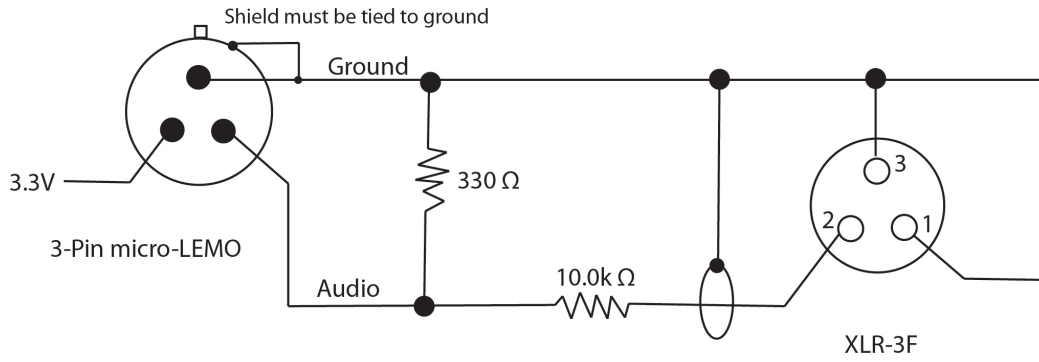 Shield must be tied to ground
Ground
3.3V
330 Ω
3-Pin micro-LEMO
Audio
10.0k Ω
3
2
1
XLR-3F